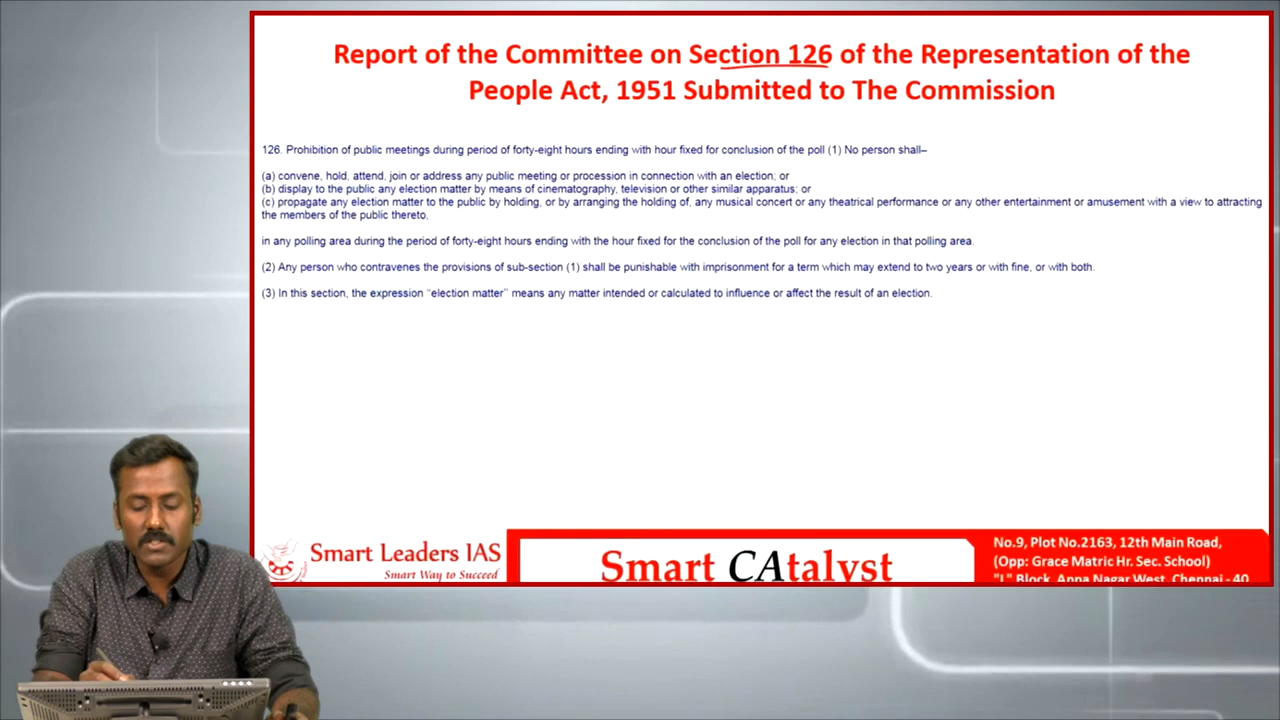 Report of the Committee on Section 126 of the Representation of the
People Act, 1951 Submitted to The Commission
126. Prohibition of public meetings during period of forty-eight hours ending with hour fixed for conclusion of the poll (1) No person shall–
(a) convene, hold, attend, join or address any public meeting or procession in connection with an election; or
(b) display to the public any election matter by means of cinematography, television or other similar apparatus; or
(c) propagate any election matter to the public by holding, or by arranging the holding of, any musical concert or any theatrical performance or any other entertainment or amusement with a view to attracting
the members of the public thereto,
in any polling area during the period of forty-eight hours ending with the hour fixed for the conclusion of the poll for any election in that polling area.
(2) Any person who contravenes the provisions of sub-section (1) shall be punishable with imprisonment for a term which may extend to two years or with fine, or with both.
(3) In this section, the expression “election matter” means any matter intended or calculated to influence or affect the result of an election.
Smart Leaders IAS
Smart Way to Succeed
Smart CAtalyst
No.9, Plot No.2163, 12th Main Road,
(Opp: Grace Matric Hr. Sec. School)
"L" Block, Anna Nagar West, Chennai - 40